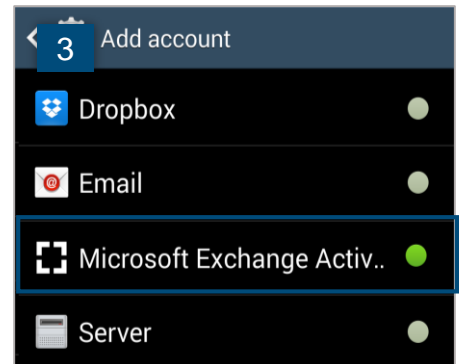 3 Add account
Dropbox
@ Email
Microsoft Exchange Activ..
Server